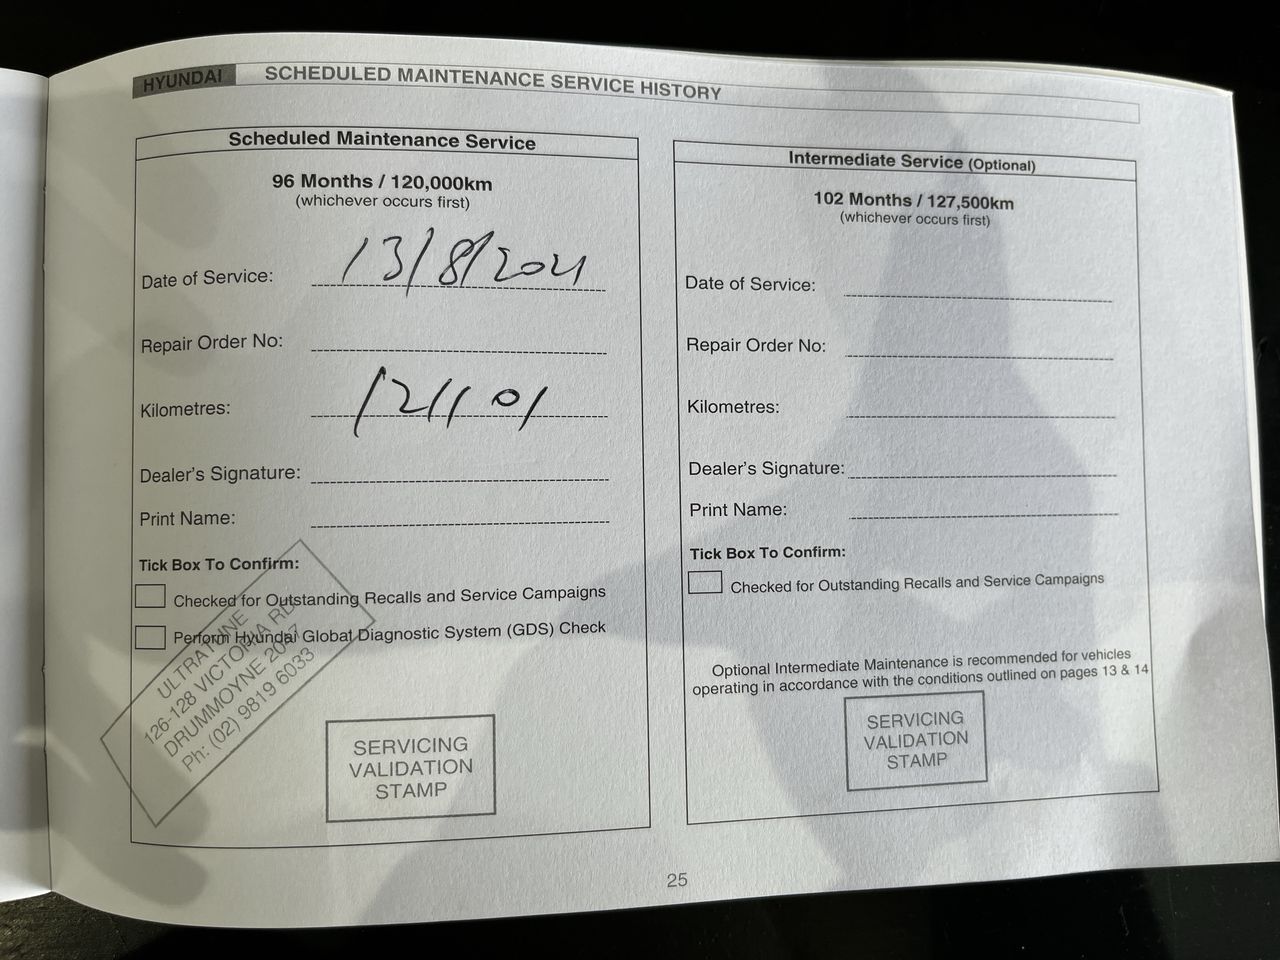 HYUNDAI SCHEDULED MAINTENANCE SERVICE HISTORY
Scheduled Maintenance Service
96 Months / 120,000km
(whichever occurs first)
Date of Service: 13/8/2021
Repair Order No:
Kilometres: 121101
Dealer's Signature:
Print Name:
Tick Box To Confirm:
Checked for Outstanding Recalls and Service Campaigns
Perform Hyundai Global Diagnostic System (GDS) Check
ULTRATUNE
126-128 VICTORIA RD
DRUMMOYNE 2047
Ph: (02) 9819 6033
SERVICING
VALIDATION
STAMP
Intermediate Service (Optional)
102 Months / 127,500km
(whichever occurs first)
Date of Service:
Repair Order No:
Kilometres:
Dealer's Signature:
Print Name:
Tick Box To Confirm:
Checked for Outstanding Recalls and Service Campaigns
Optional Intermediate Maintenance is recommended for vehicles
operating in accordance with the conditions outlined on pages 13 & 14
SERVICING
VALIDATION
STAMP
25